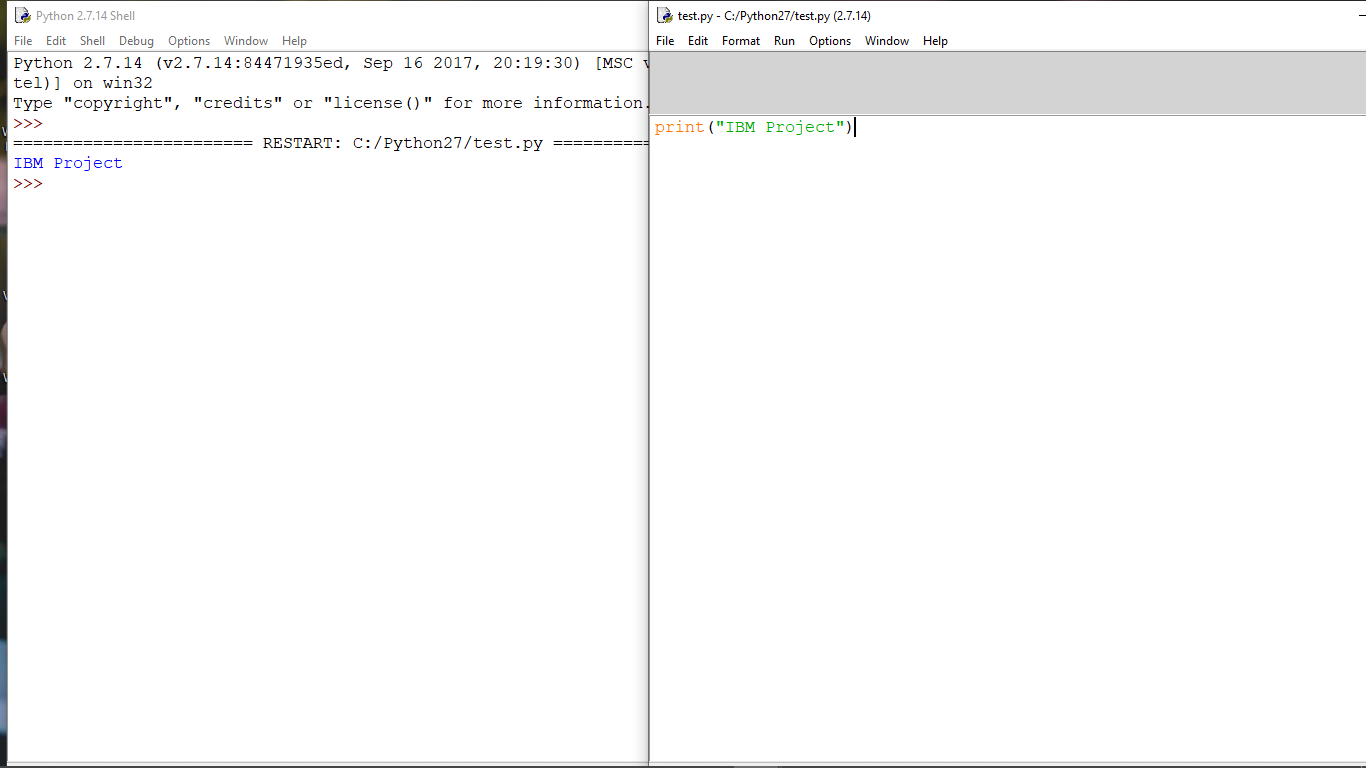 Python 2.7.14 Shell
File Edit Shell Debug Options Window Help
Python 2.7.14 (v2.7.14:84471935ed, Sep 16 2017, 20:19:30) [MSC
tel)] on win32
Type "copyright", "credits" or "license()" for more information.
>>>
======================== RESTART: C:/Python27/test.py ==========
IBM Project
>>>
test.py - C:/Python27/test.py (2.7.14)
File Edit Format Run Options Window Help
print("IBM Project")